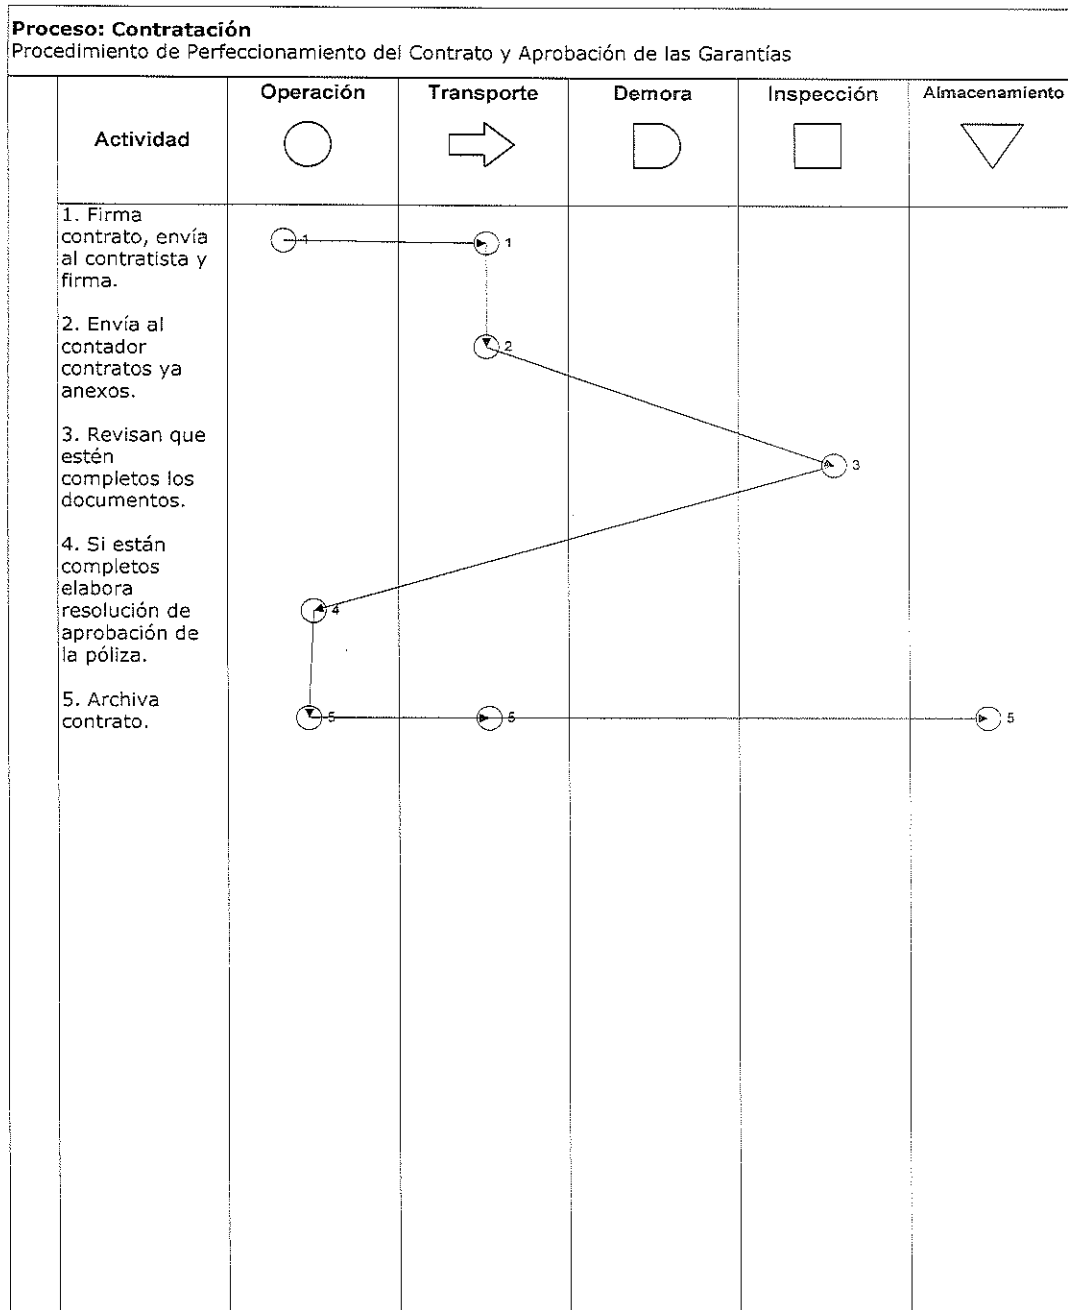 Proceso: Contratación
Procedimiento de Perfeccionamiento del Contrato y Aprobación de las Garantías
Actividad
Operación
Transporte
Demora
Inspección
Almacenamiento
1. Firma
contrato, envía
al contratista y
firma.
1
1
2. Envía al
contador
contratos ya
anexos.
2
3. Revisan que
estén
completos los
documentos.
3
4. Si están
completos
elabora
resolución de
aprobación de
la póliza.
4
5. Archiva
contrato.
5
5
5